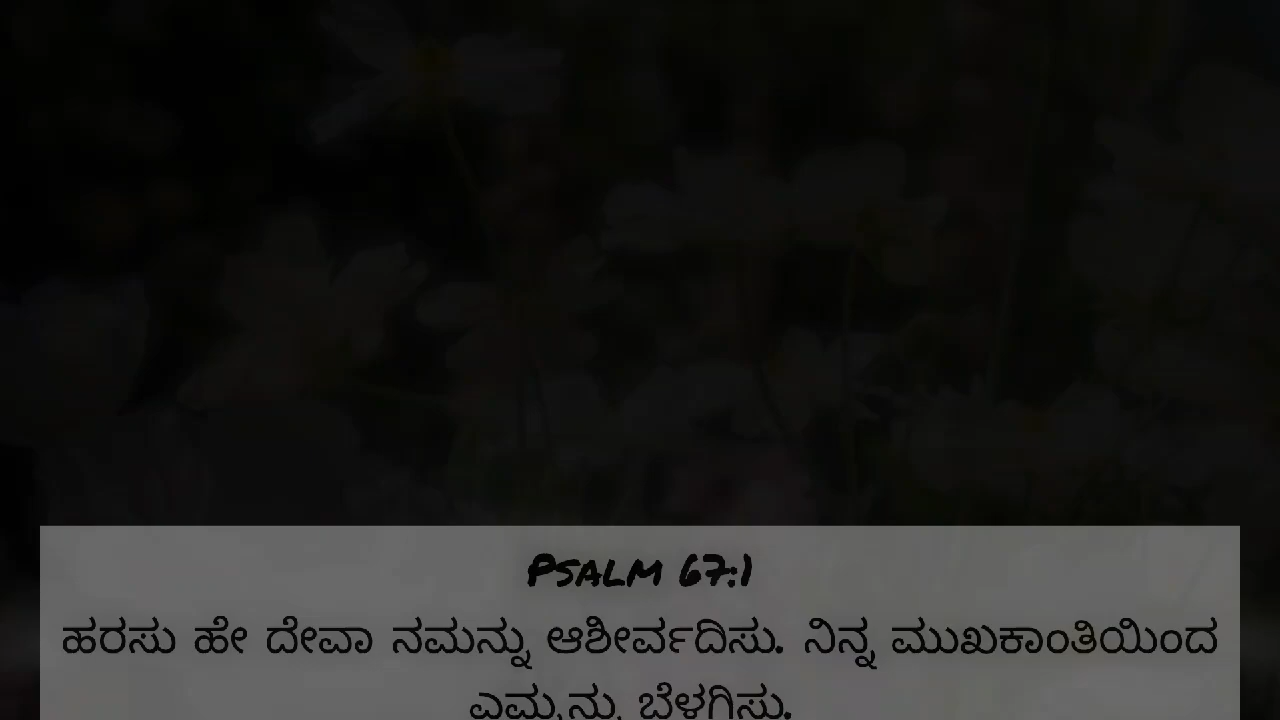 PSALM 67:1
ಹರಸು ಹೇ ದೇವಾ ನಮನ್ನು ಆಶೀರ್ವದಿಸು. ನಿನ್ನ ಮುಖಕಾಂತಿಯಿಂದ
ಎಮ್ಮನ್ನು ಬೆಳಗಿಸು.